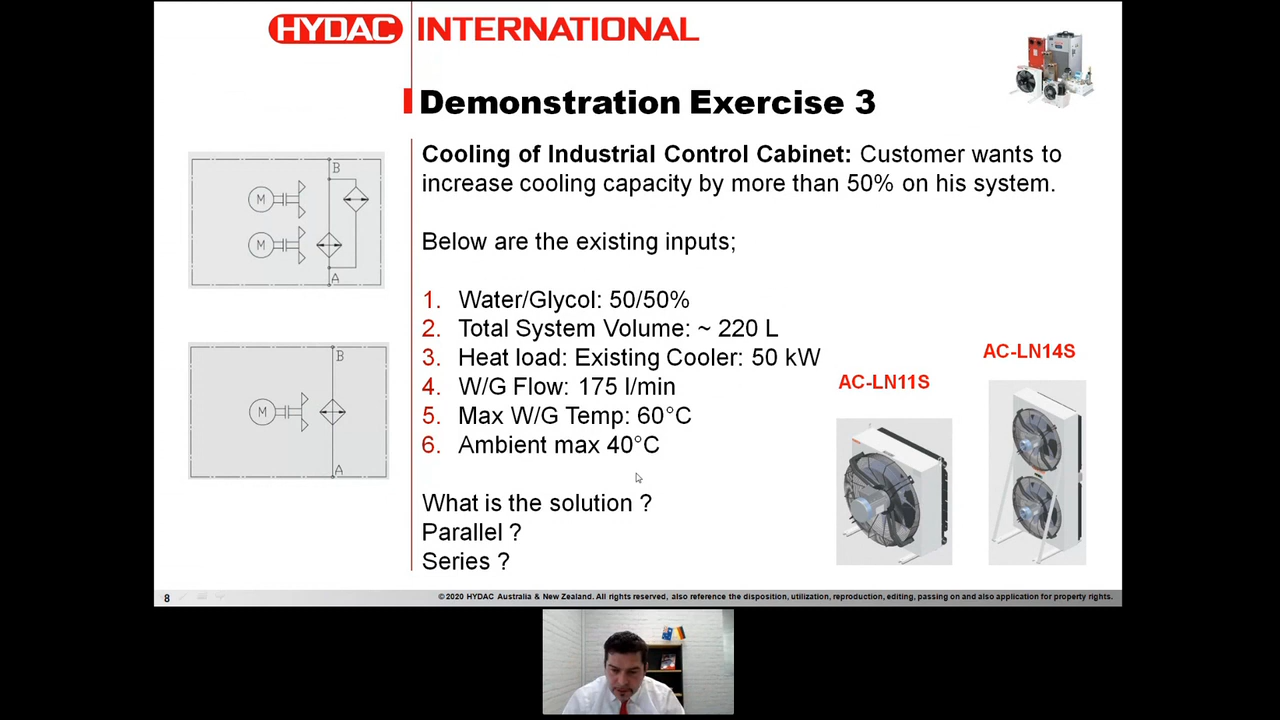 HYDAC INTERNATIONAL
Demonstration Exercise 3
Cooling of Industrial Control Cabinet: Customer wants to
increase cooling capacity by more than 50% on his system.
Below are the existing inputs;
1. Water/Glycol: 50/50%
2. Total System Volume: ~ 220 L
3. Heat load: Existing Cooler: 50 kW
4. W/G Flow: 175 l/min
5. Max W/G Temp: 60°C
6. Ambient max 40°C
What is the solution ?
Parallel ?
Series ?
B
M
M
A
B
M
A
AC-LN11S
AC-LN14S
8
© 2020 HYDAC Australia & New Zealand. All rights reserved, also reference the disposition, utilization, reproduction, editing, passing on and also application for property rights.